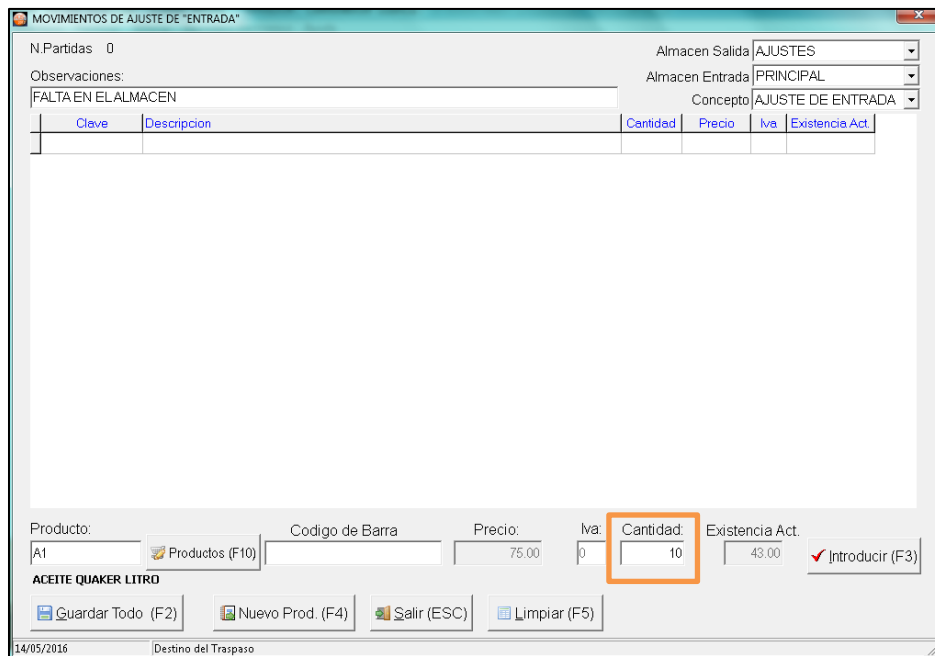 MOVIMIENTOS DE AJUSTE DE "ENTRADA"
N.Partidas 0
Almacen Salida AJUSTES
Observaciones:
Almacen Entrada PRINCIPAL
FALTA EN EL ALMACEN
Concepto AJUSTE DE ENTRADA
Clave Descripcion Cantidad Precio Iva Existencia Act.
Producto: Codigo de Barra Precio: Iva: Cantidad: Existencia Act.
A1 Productos (F10) 75.00 0 10 43.00 Introducir (F3)
ACEITE QUAKER LITRO
Guardar Todo (F2) Nuevo Prod. (F4) Salir (ESC) Limpiar (F5)
14/05/2016 Destino del Traspaso